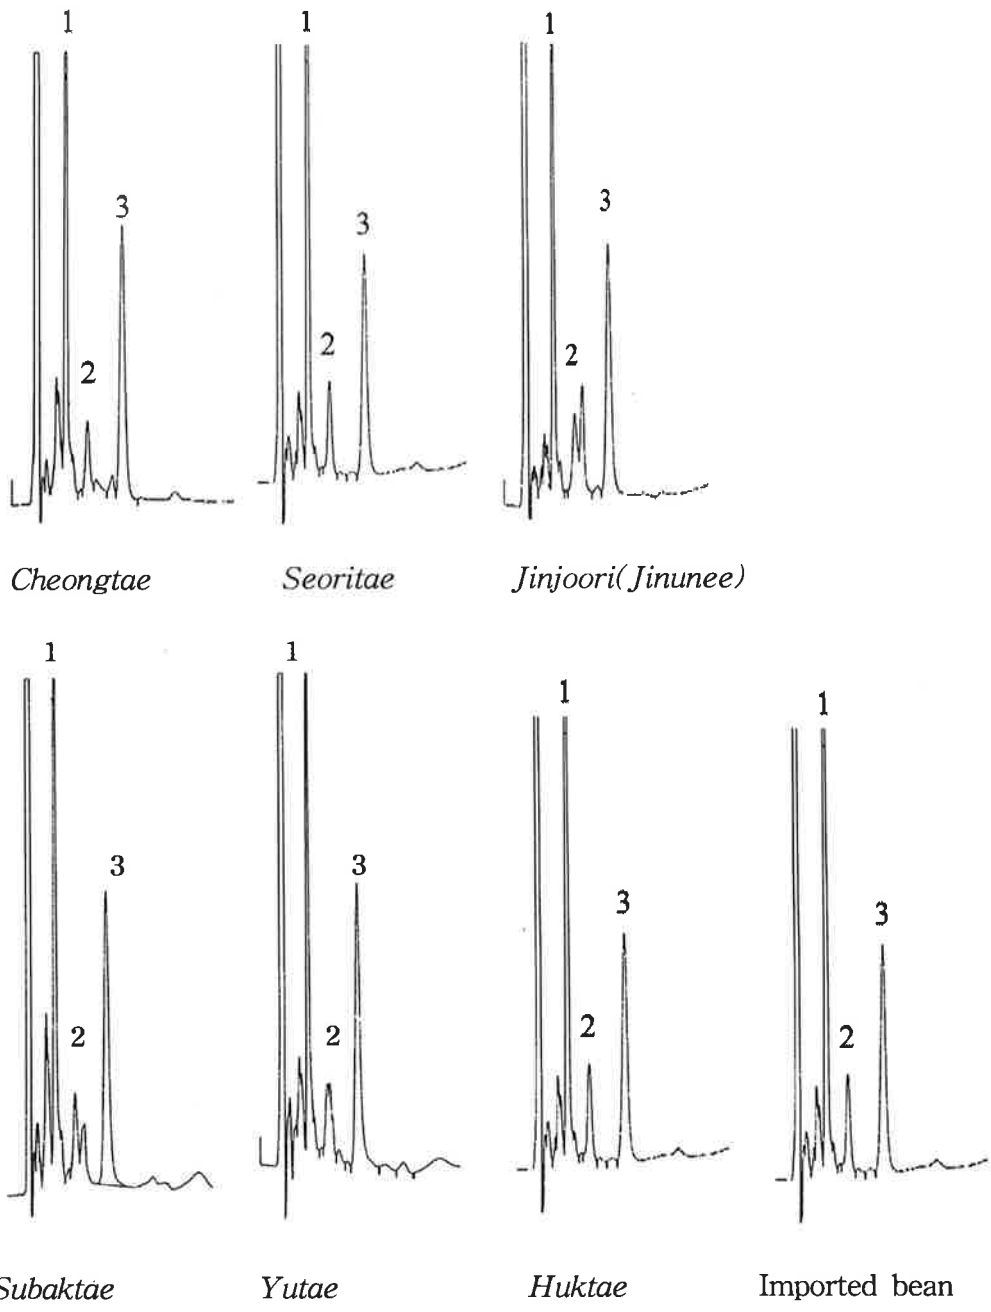 1 1 1
3 3 3
2 2 2
Cheongtae Seoritae Jinjoori(Jinunee)
1 1 1 1
3 3 3 3
2 2 2 2
Subaktae Yutae Huktae Imported bean